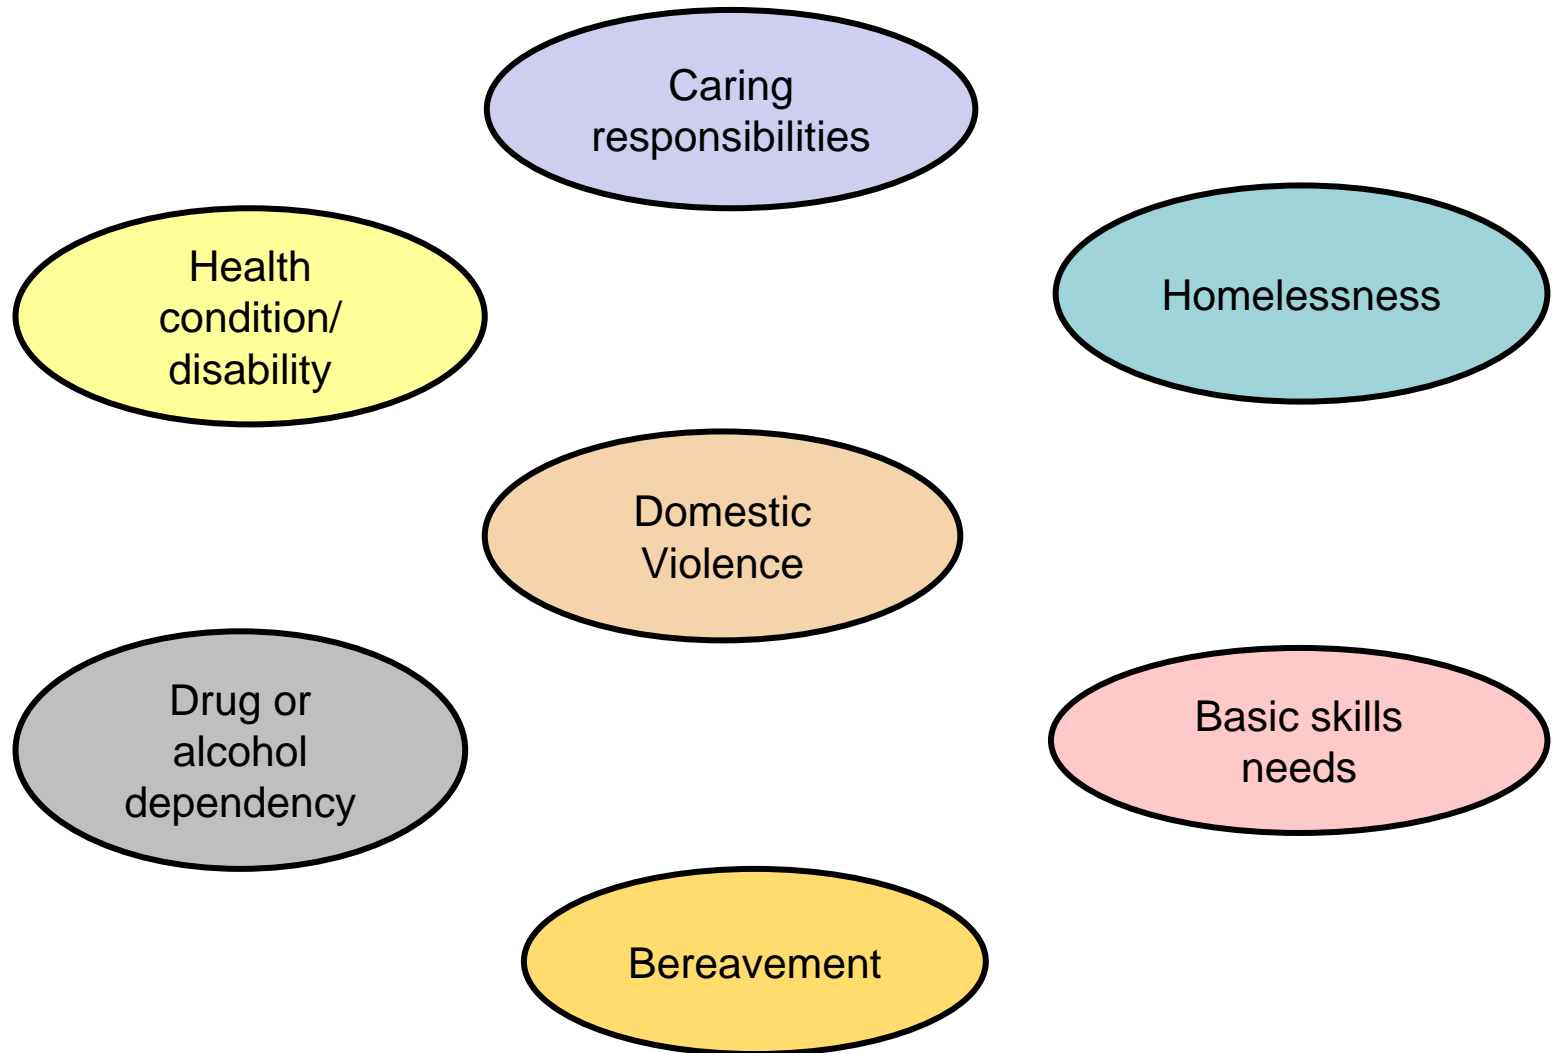 Caring
responsibilities
Health
condition/
disability
Homelessness
Domestic
Violence
Drug or
alcohol
dependency
Basic skills
needs
Bereavement